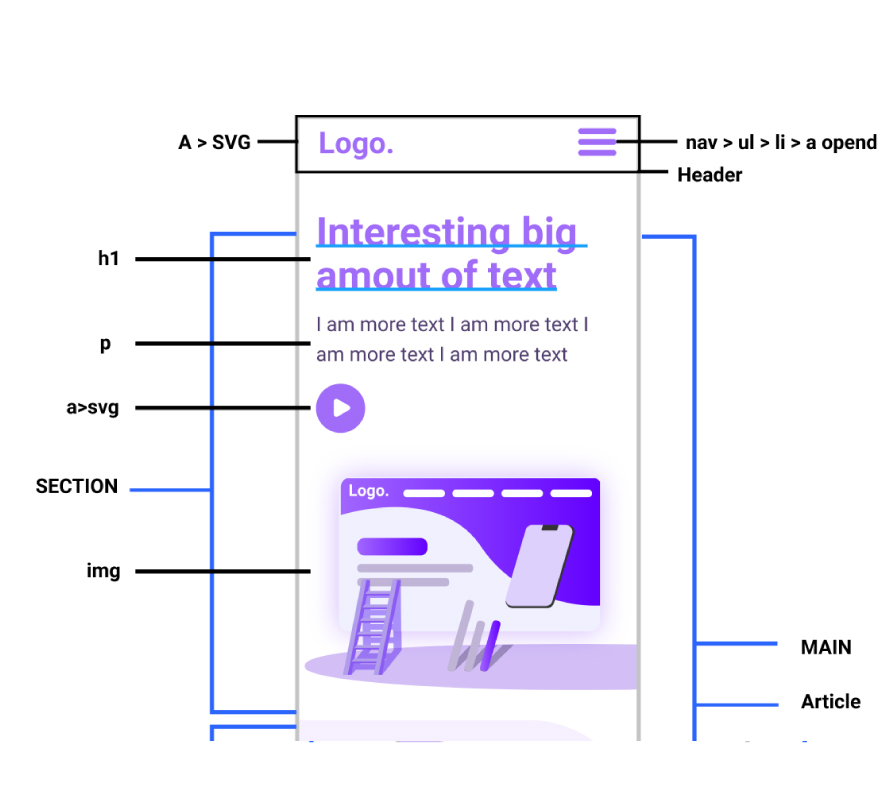 A > SVG
Logo.
nav > ul > li > a opend
Header
Interesting big
amout of text
h1
I am more text I am more text I
am more text I am more text
p
a>svg
SECTION
Logo.
img
MAIN
Article